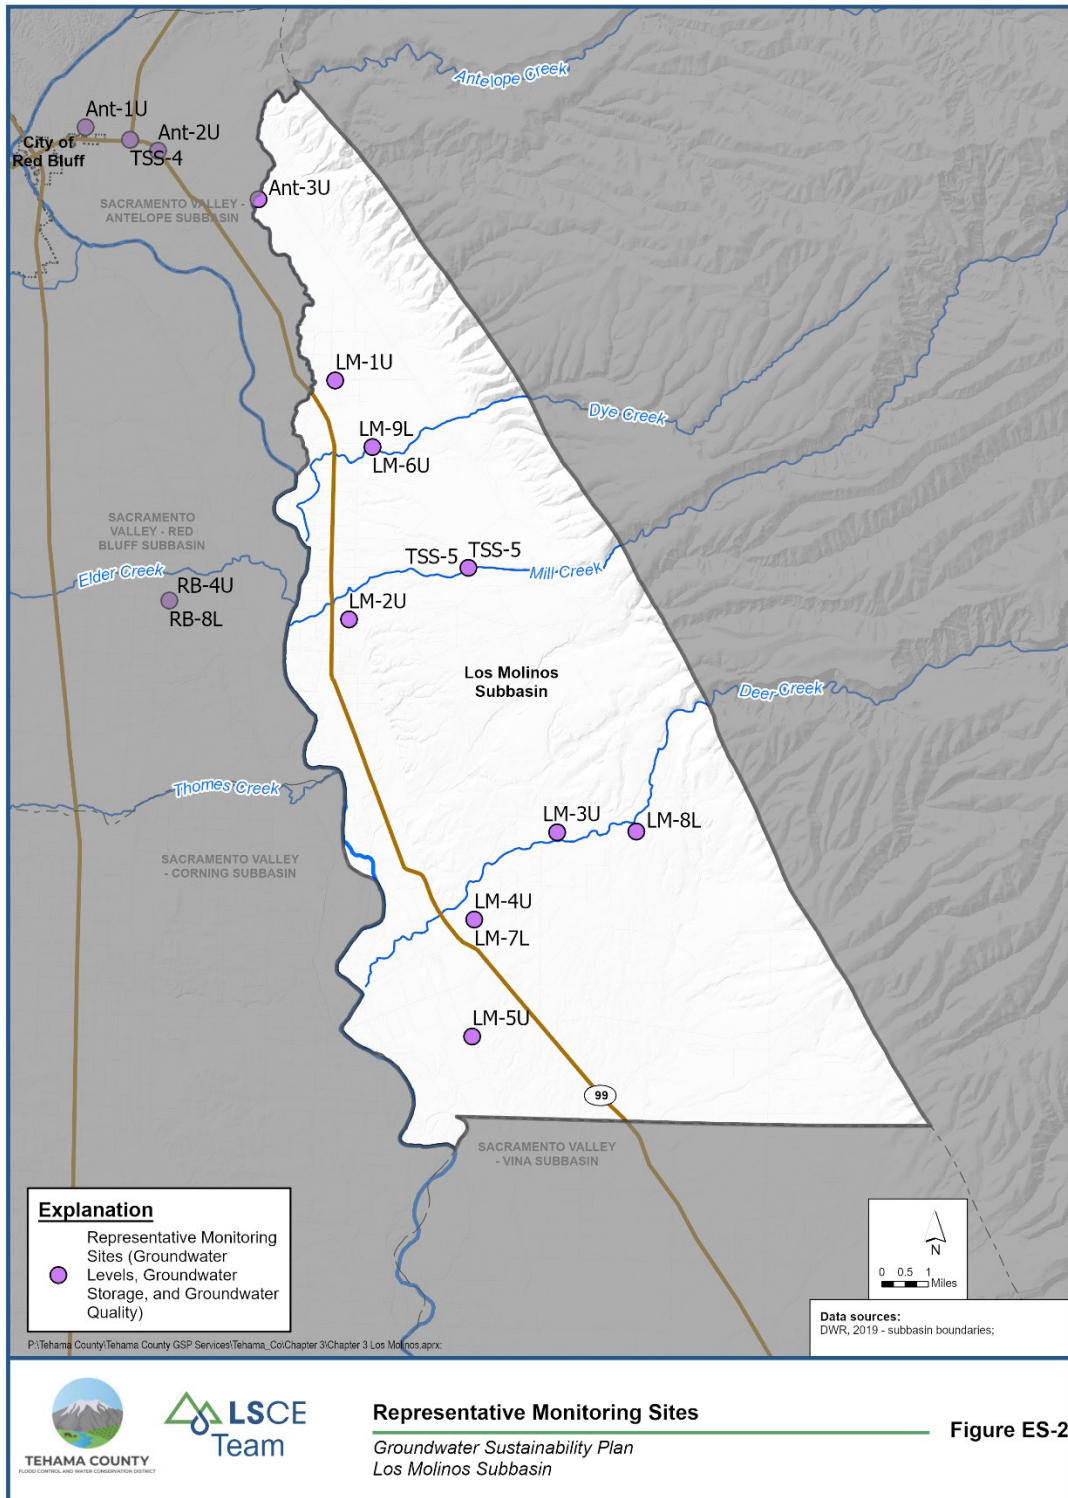 Antelope Creek
Ant-1U
City of
Red Bluff
Ant-2U
TSS-4
Ant-3U
SACRAMENTO VALLEY -
ANTELOPE SUBBASIN
LM-1U
Dye Creek
LM-9L
LM-6U
SACRAMENTO
VALLEY - RED
BLUFF SUBBASIN
TSS-5
TSS-5
Mill Creek
Elder Creek
RB-4U
RB-8L
LM-2U
Los Molinos
Subbasin
Deer Creek
Thomes Creek
LM-3U
LM-8L
SACRAMENTO VALLEY
- CORNING SUBBASIN
LM-4U
LM-7L
LM-5U
99
SACRAMENTO VALLEY
- VINA SUBBASIN
Explanation
Representative Monitoring
Sites (Groundwater
Levels, Groundwater
Storage, and Groundwater
Quality)
N
0 0.5 1
Miles
Data sources:
DWR, 2019 - subbasin boundaries;
P:\Tehama County\Tehama County GSP Services\Tehama_Co\Chapter 3\Chapter 3 Los Molinos.aprx:
TEHAMA COUNTY
FLOOD CONTROL AND WATER CONSERVATION DISTRICT
LSCE
Team
Representative Monitoring Sites
Groundwater Sustainability Plan
Los Molinos Subbasin
Figure ES-2